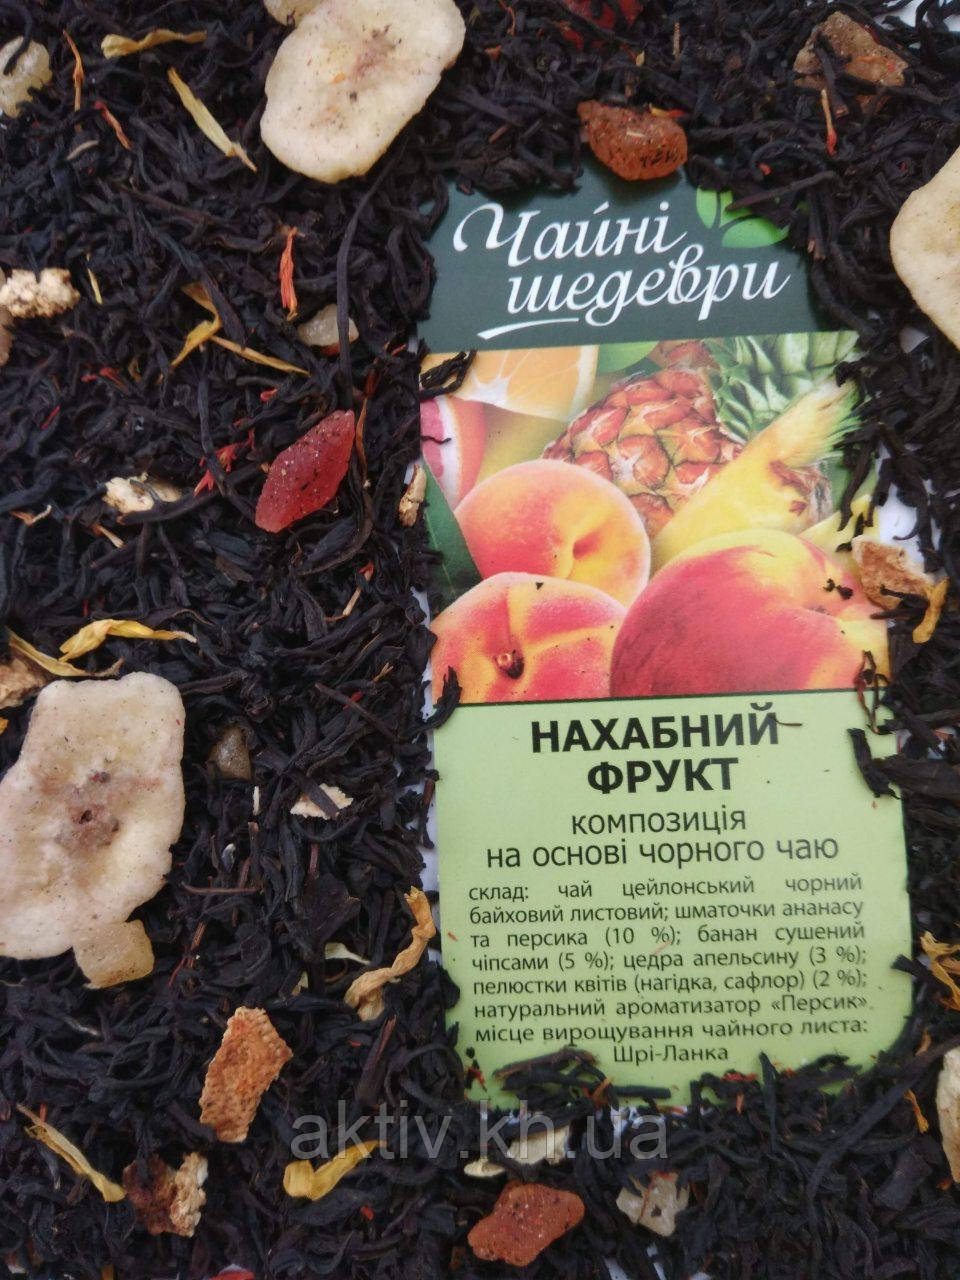 Чайні
шедеври
НАХАБНИЙ
ФРУКТ
композиція
на основі чорного чаю
склад: чай цейлонський чорний
байховий листовий; шматочки ананасу
та персика (10 %); банан сушений
чіпсами (5 %); цедра апельсину (3 %);
пелюстки квітів (нагідка, сафлор) (2 %);
натуральний ароматизатор «Персик»
місце вирощування чайного листа:
Шрі-Ланка
aktiv.kh.ua